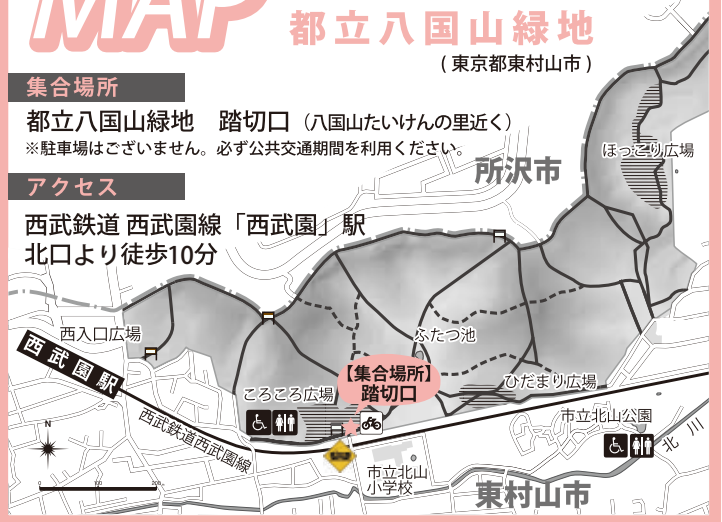 MAP
都立八国山緑地
(東京都東村山市)
集合場所
都立八国山緑地 踏切口(八国山たいけんの里近く)
※駐車場はございません。必ず公共交通期間を利用ください。
アクセス
西武鉄道 西武園線「西武園」駅
北口より徒歩10分
所沢市
ほっこり広場
西入口広場
西武園駅
ふたつ池
【集合場所】
踏切口
ころころ広場
ひだまり広場
西武鉄道西武園線
市立北山公園
北川
市立北山
小学校
東村山市
N
0 100 200